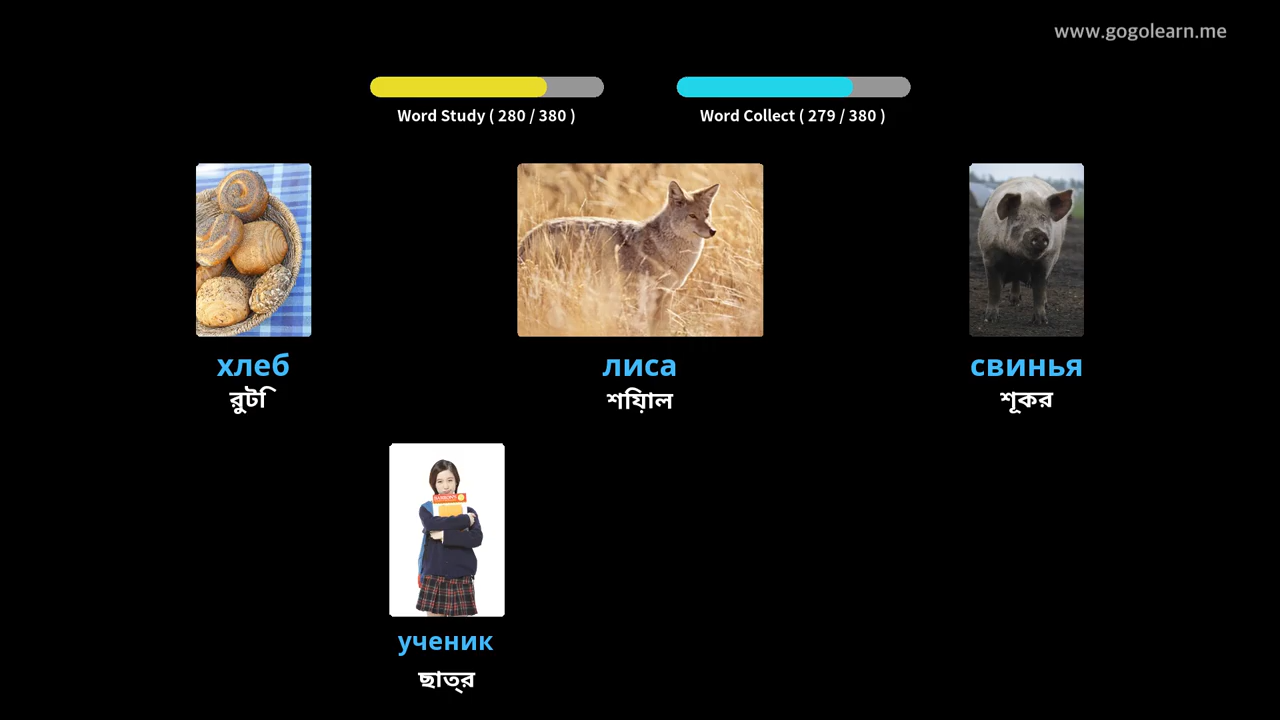 www.gogolearn.me
Word Study ( 280 / 380 )
Word Collect ( 279 / 380 )
хлеб
лиса
свинья
রুটি
শিয়াল
শূকর
ученик
ছাত্র